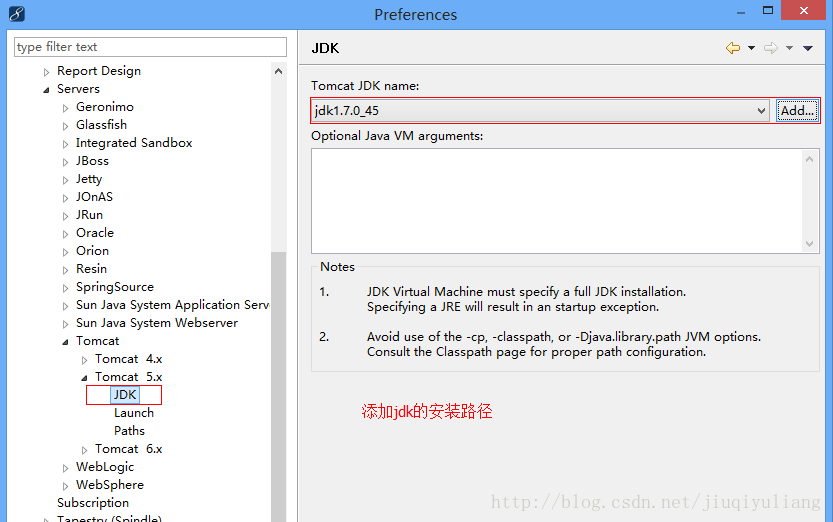 Preferences
type filter text
Report Design
Servers
Geronimo
Glassfish
Integrated Sandbox
JBoss
Jetty
JOnAS
JRun
Oracle
Orion
Resin
SpringSource
Sun Java System Application Serv
Sun Java System Webserver
Tomcat
Tomcat 4.x
Tomcat 5.x
JDK
Launch
Paths
Tomcat 6.x
WebLogic
WebSphere
Subscription
Tapestry (Spindle)
JDK
Tomcat JDK name:
jdk1.7.0_45
Add...
Optional Java VM arguments:
Notes
1. JDK Virtual Machine must specify a full JDK installation.
Specifying a JRE will result in an startup exception.
2. Avoid use of the -cp, -classpath, or -Djava.library.path JVM options.
Consult the Classpath page for proper path configuration.
添加jdk的安装路径
http://blog.csdn.net/jiuqiyuliang